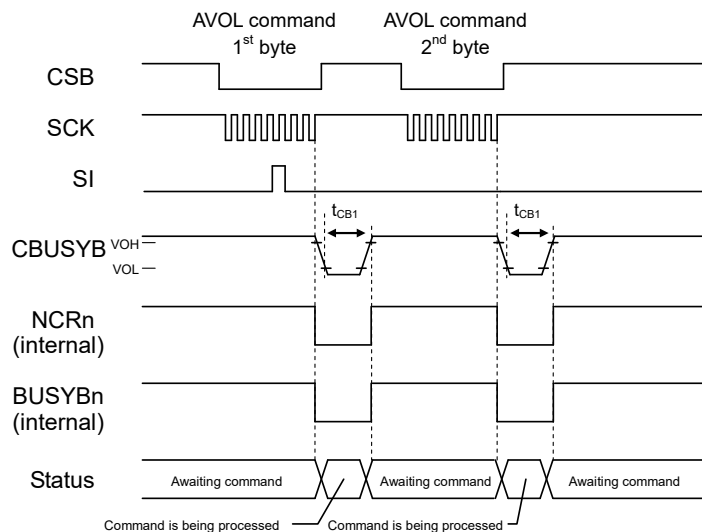 AVOL command
1st byte
AVOL command
2nd byte
CSB
SCK
SI
tCB1
tCB1
CBUSYB
VOH
VOL
NCRn
(internal)
BUSYBn
(internal)
Status
Awaiting command
Awaiting command
Awaiting command
Command is being processed
Command is being processed